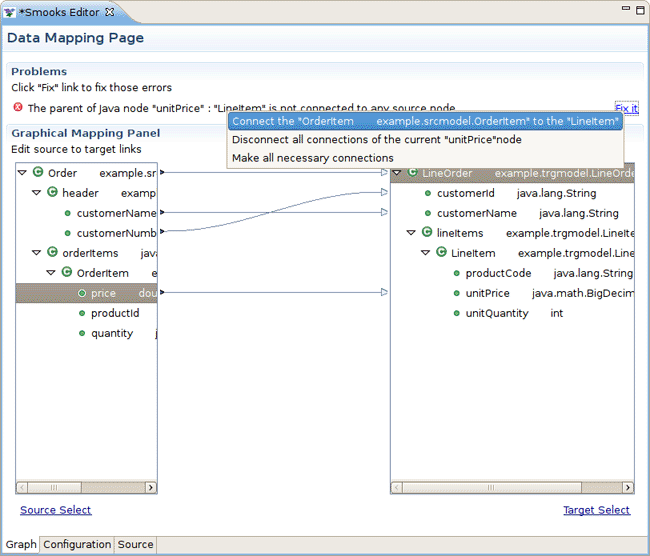 *Smooks Editor
Data Mapping Page
Problems
Click "Fix" link to fix those errors
The parent of Java node "unitPrice" : "LineItem" is not connected to any source node
Fix it
Connect the "OrderItem example.srcmodel.OrderItem" to the "LineItem"
Disconnect all connections of the current "unitPrice"node
Make all necessary connections
Graphical Mapping Panel
Edit source to target links
Order example.sr
header examp
customerName
customerNumb
orderItems java
OrderItem e
price dou
productId
quantity j
LineOrder example.trgmodel.LineOrd
customerId java.lang.String
customerName java.lang.String
lineItems example.trgmodel.LineIte
LineItem example.trgmodel.Line
productCode java.lang.String
unitPrice java.math.BigDecim
unitQuantity int
Source Select
Target Select
Graph Configuration Source